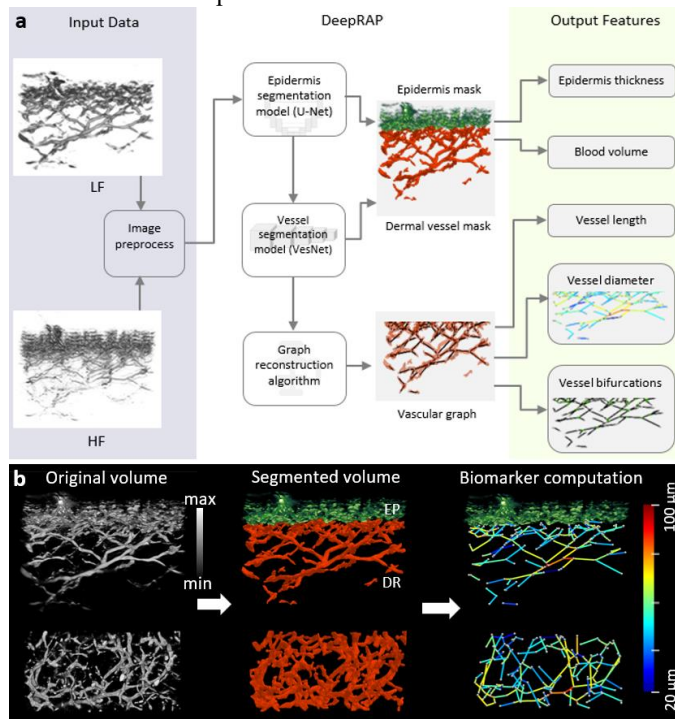 a
Input Data
DeepRAP
Output Features
LF
Image
preprocess
HF
Epidermis
segmentation
model (U-Net)
Vessel
segmentation
model (VesNet)
Graph
reconstruction
algorithm
Epidermis mask
Dermal vessel mask
Vascular graph
Epidermis thickness
Blood volume
Vessel length
Vessel diameter
Vessel bifurcations
b
Original volume
Segmented volume
Biomarker computation
max
min
EP
DR
100 µm
20 µm